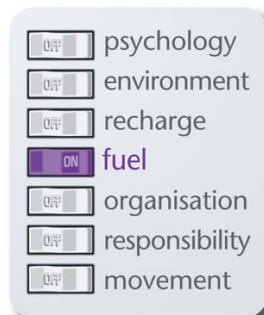 OFF psychology
OFF environment
OFF recharge
ON fuel
OFF organisation
OFF responsibility
OFF movement